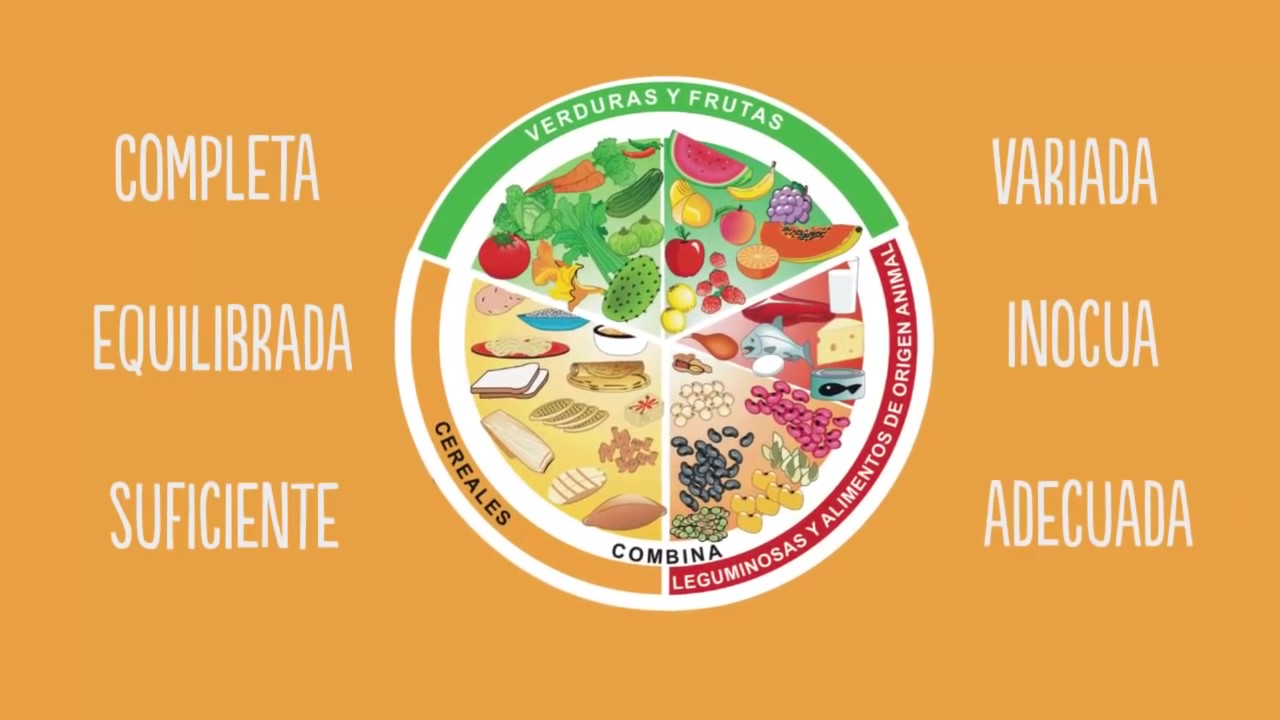 COMPLETA
EQUILIBRADA
SUFICIENTE
VERDURAS Y FRUTAS
CEREALES
COMBINA
LEGUMINOSAS Y ALIMENTOS DE ORIGEN ANIMAL
VARIADA
INOCUA
ADECUADA